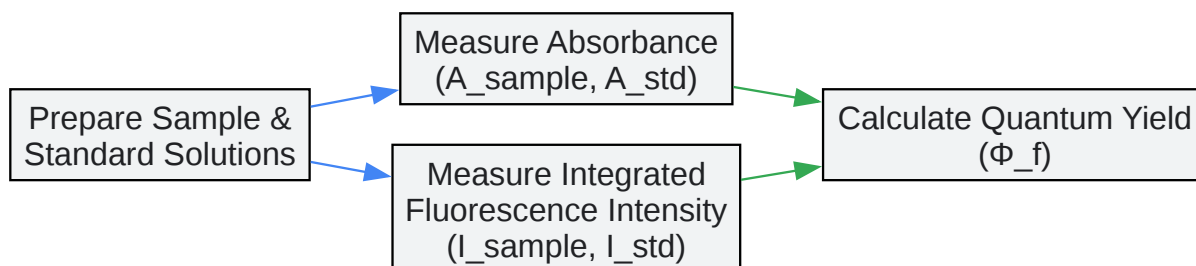 Prepare Sample &
Standard Solutions
Measure Absorbance
(A_sample, A_std)
Measure Integrated
Fluorescence Intensity
(I_sample, I_std)
Calculate Quantum Yield
(Φ_f)